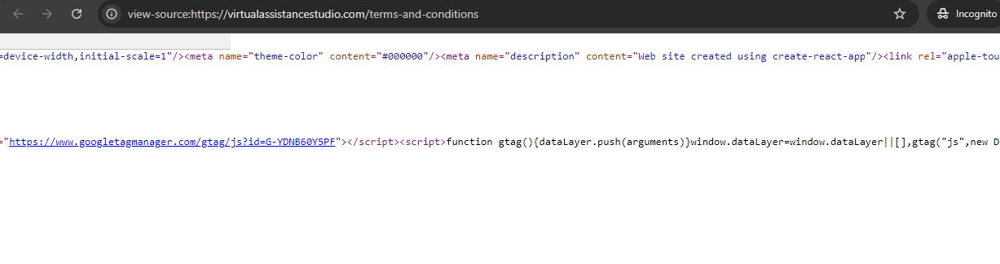 view-source:https://virtualassistancestudio.com/terms-and-conditions
Incognito
=device-width,initial-scale=1"/><meta name="theme-color" content="#000000"/><meta name="description" content="Web site created using create-react-app"/><link rel="apple-tou
="https://www.googletagmanager.com/gtag/js?id=G-YDNB60Y5PF"></script><script>function gtag(){dataLayer.push(arguments)}window.dataLayer=window.dataLayer||[],gtag("js",new D